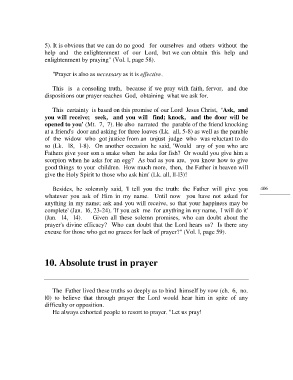 5). It is obvious that we can do no good for ourselves and others without the
help and the enlightenment of our Lord, but we can obtain this help and
enlightenment by praying" (Vol. I, page 58).
"Prayer is also as necessary as it is effective.
This is a consoling truth, because if we pray with faith, fervor, and due
dispositions our prayer reaches God, obtaining what we ask for.
This certainty is based on this promise of our Lord Jesus Christ, "Ask, and
you will receive; seek, and you will find; knock, and the door will be
opened to you" (Mt. 7, 7). He also narrated the parable of the friend knocking
at a friend's door and asking for three loaves (Lk. all, 5-8) as well as the parable
of the widow who got justice from an unjust judge who was reluctant to do
so (Lk. 18, 1-8). On another occasion he said, 'Would any of you who are
Fathers give your son a snake when he asks for fish? Or would you give him a
scorpion when he asks for an egg? As bad as you are, you know how to give
good things to your children. How much more, then, the Father in heaven will
give the Holy Spirit to those who ask him' (Lk. all, 11-13)!
Besides, he solemnly said, 'I tell you the truth: the Father will give you
whatever you ask of Him in my name. Until now you have not asked for
anything in my name; ask and you will receive, so that your happiness may be
complete' (Jan. 16, 23-24). 'If you ask me for anything in my name, I will do it'
(Jan. 14, 14). Given all these solemn promises, who can doubt about the
prayer's divine efficacy? Who can doubt that the Lord hears us? Is there any
excuse for those who get no graces for lack of prayer?" (Vol. I, page 59).
10. Absolute trust in prayer
The Father lived these truths so deeply as to bind himself by row (ch. 6, no.
10) to believe that through prayer the Lord would hear him in spite of any
difficulty or opposition.
He always exhorted people to resort to prayer. "Let us pray!